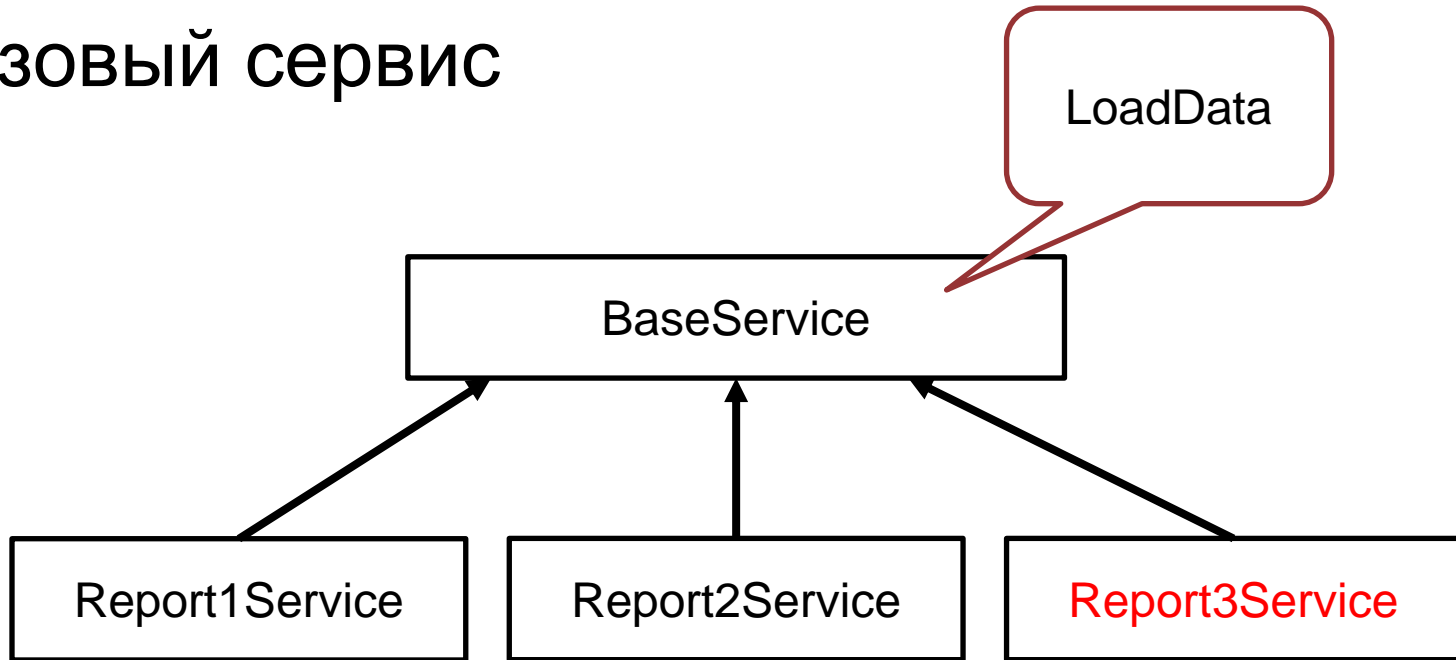 зовый сервис
LoadData
BaseService
Report1Service
Report2Service
Report3Service